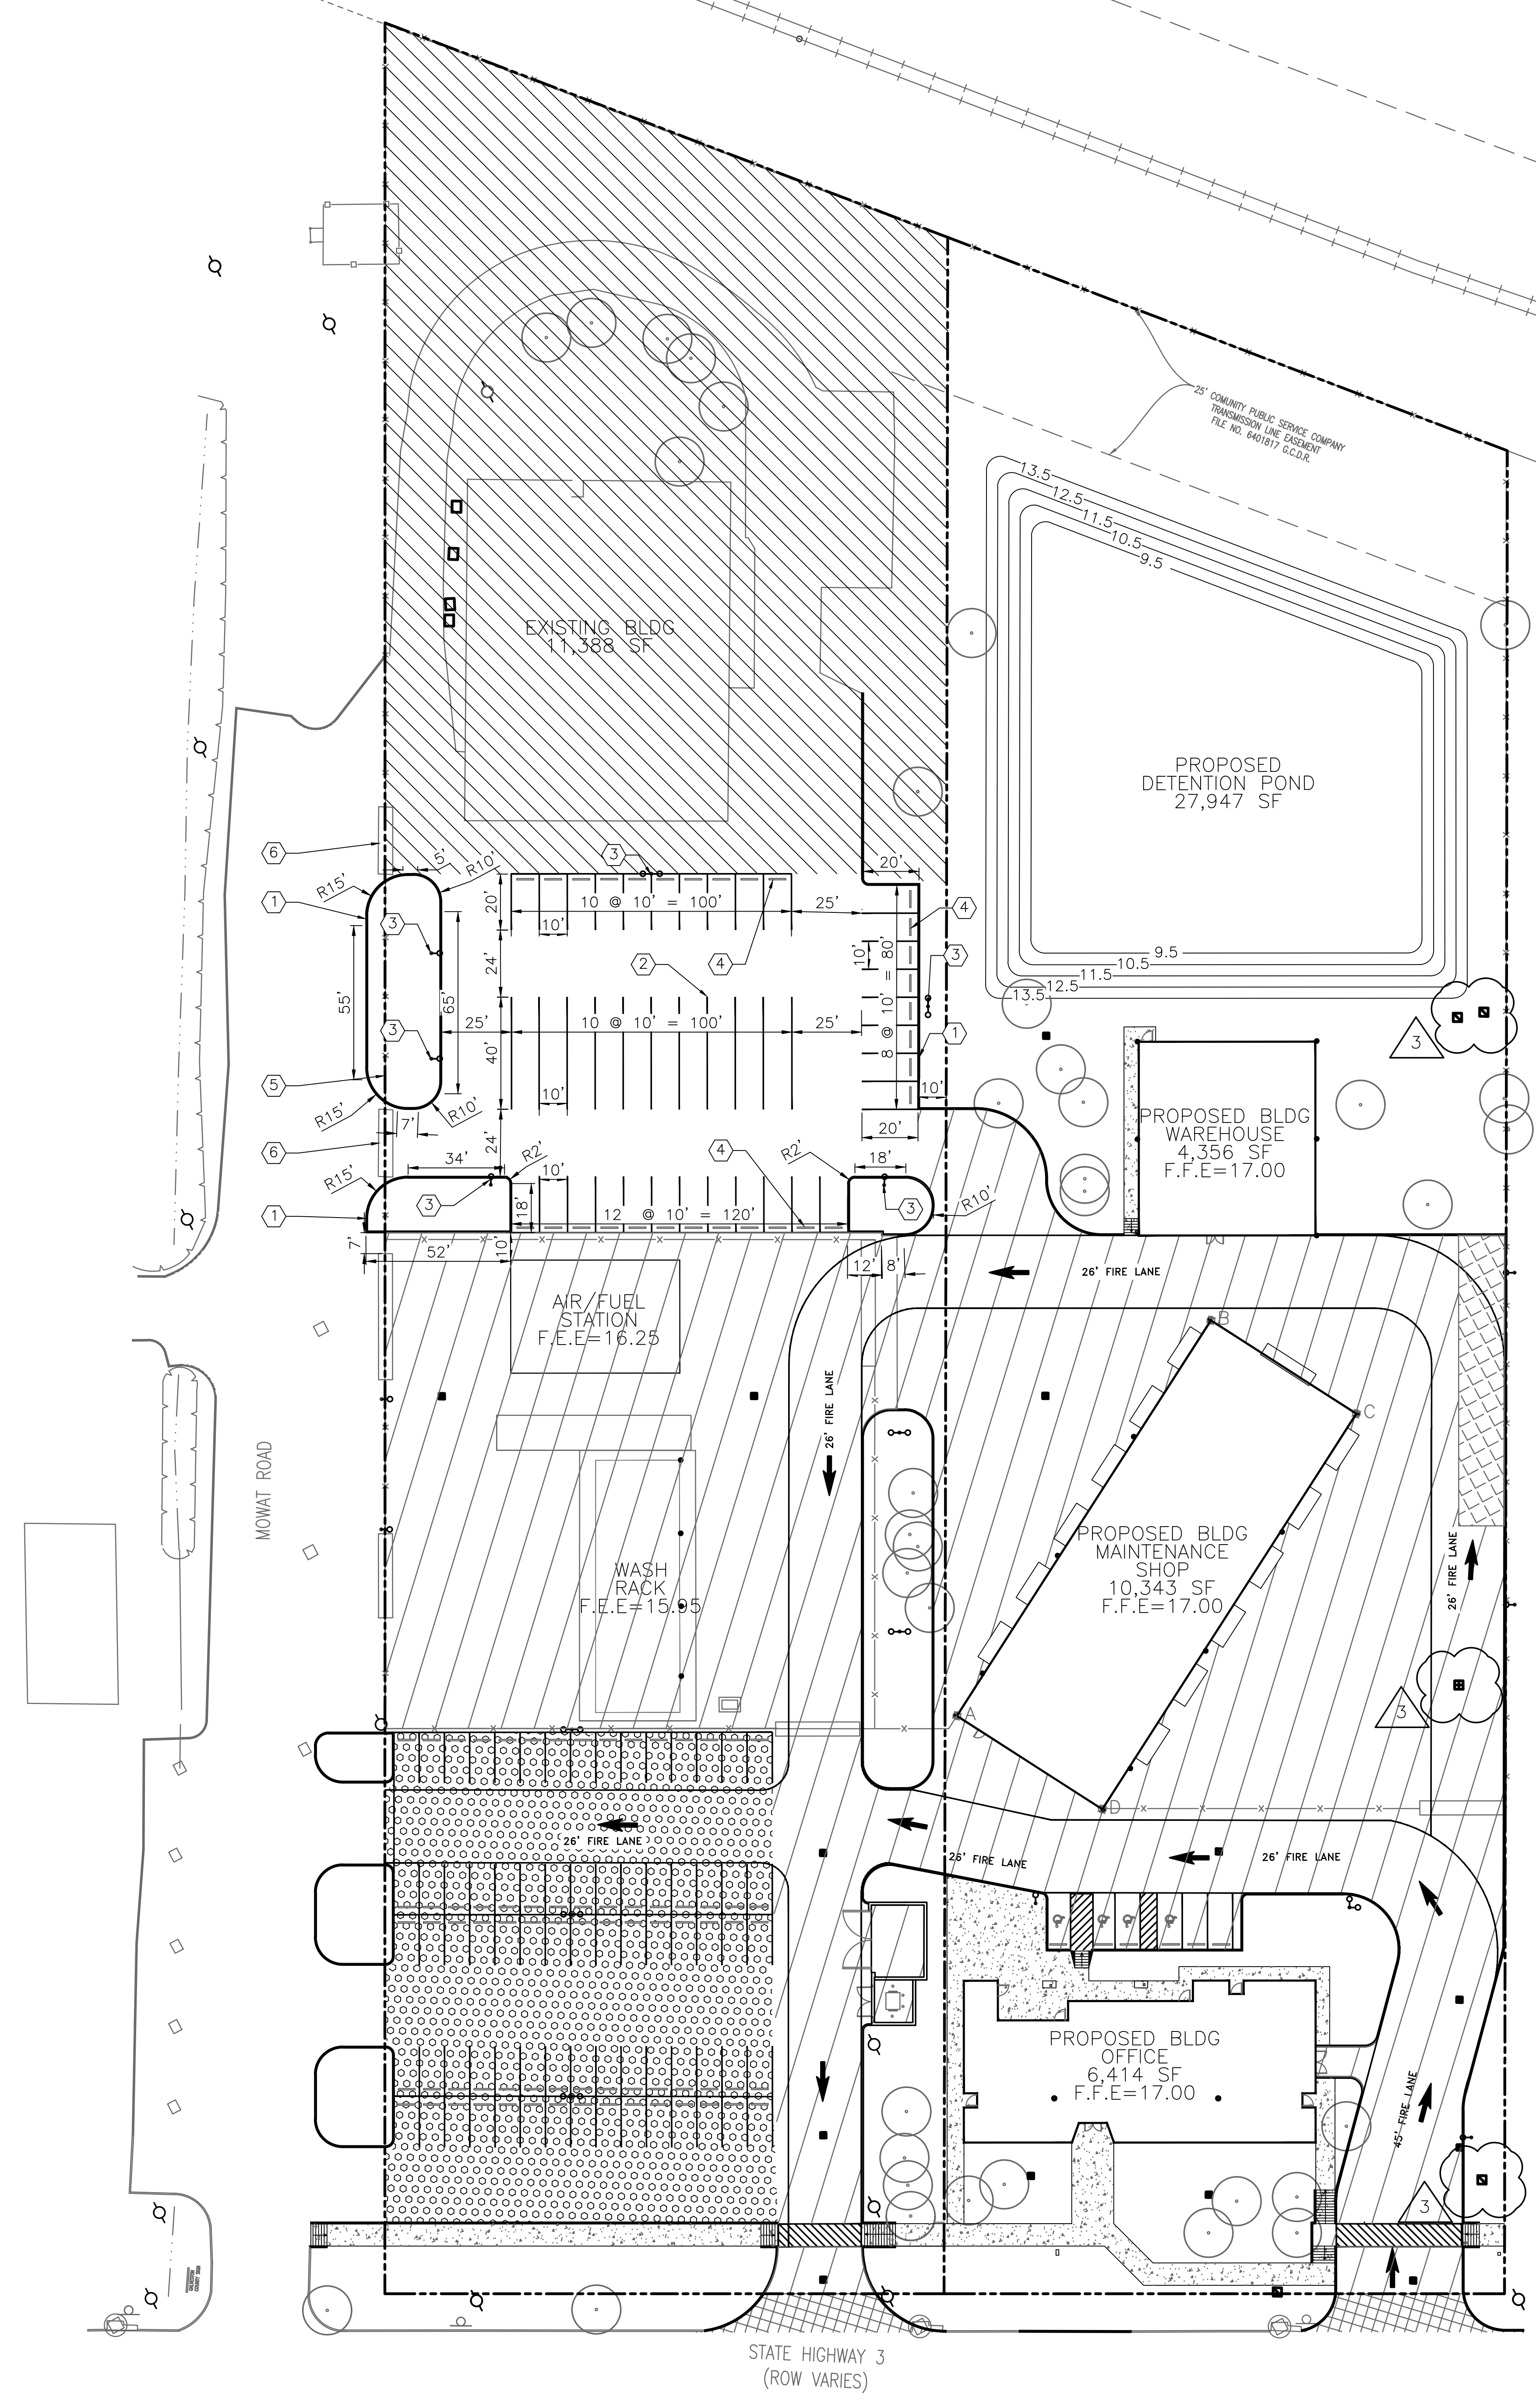 25' COMUNITY PUBLIC SERVICE COMPANY
TRANSMISSION LINE EASEMENT
FILE NO. 6401817 G.C.D.R.
13.5
12.5
11.5
10.5
9.5
EXISTING BLDG
11,388 SF
PROPOSED
DETENTION POND
27,947 SF
9.5
10.5
11.5
12.5
13.5
6
1
3
3
5
6
1
3
R15'
5'
R10'
55'
65'
R15'
7'
R10'
3
20'
10 @ 10' = 100'
25'
10'
24'
2
4
25'
10 @ 10' = 100'
25'
40'
10'
24'
20'
4
3
1
10'
8 @ 10' = 80'
10'
20'
34'
R15'
R2'
10'
4
R2'
18'
3
R10'
18'
12 @ 10' = 120'
7'
52'
10'
12'
8'
3
PROPOSED BLDG
WAREHOUSE
4,356 SF
F.F.E=17.00
26' FIRE LANE
AIR/FUEL
STATION
F.E.E=16.25
26' FIRE LANE
B
C
MOWAT ROAD
PROPOSED BLDG
MAINTENANCE
SHOP
10,343 SF
F.F.E=17.00
26' FIRE LANE
WASH
RACK
F.E.E=15.95
A
D
3
26' FIRE LANE
26' FIRE LANE
26' FIRE LANE
PROPOSED BLDG
OFFICE
6,414 SF
F.F.E=17.00
45' FIRE LANE
3
GALVESTON
COUNTY SIGN
STATE HIGHWAY 3
(ROW VARIES)